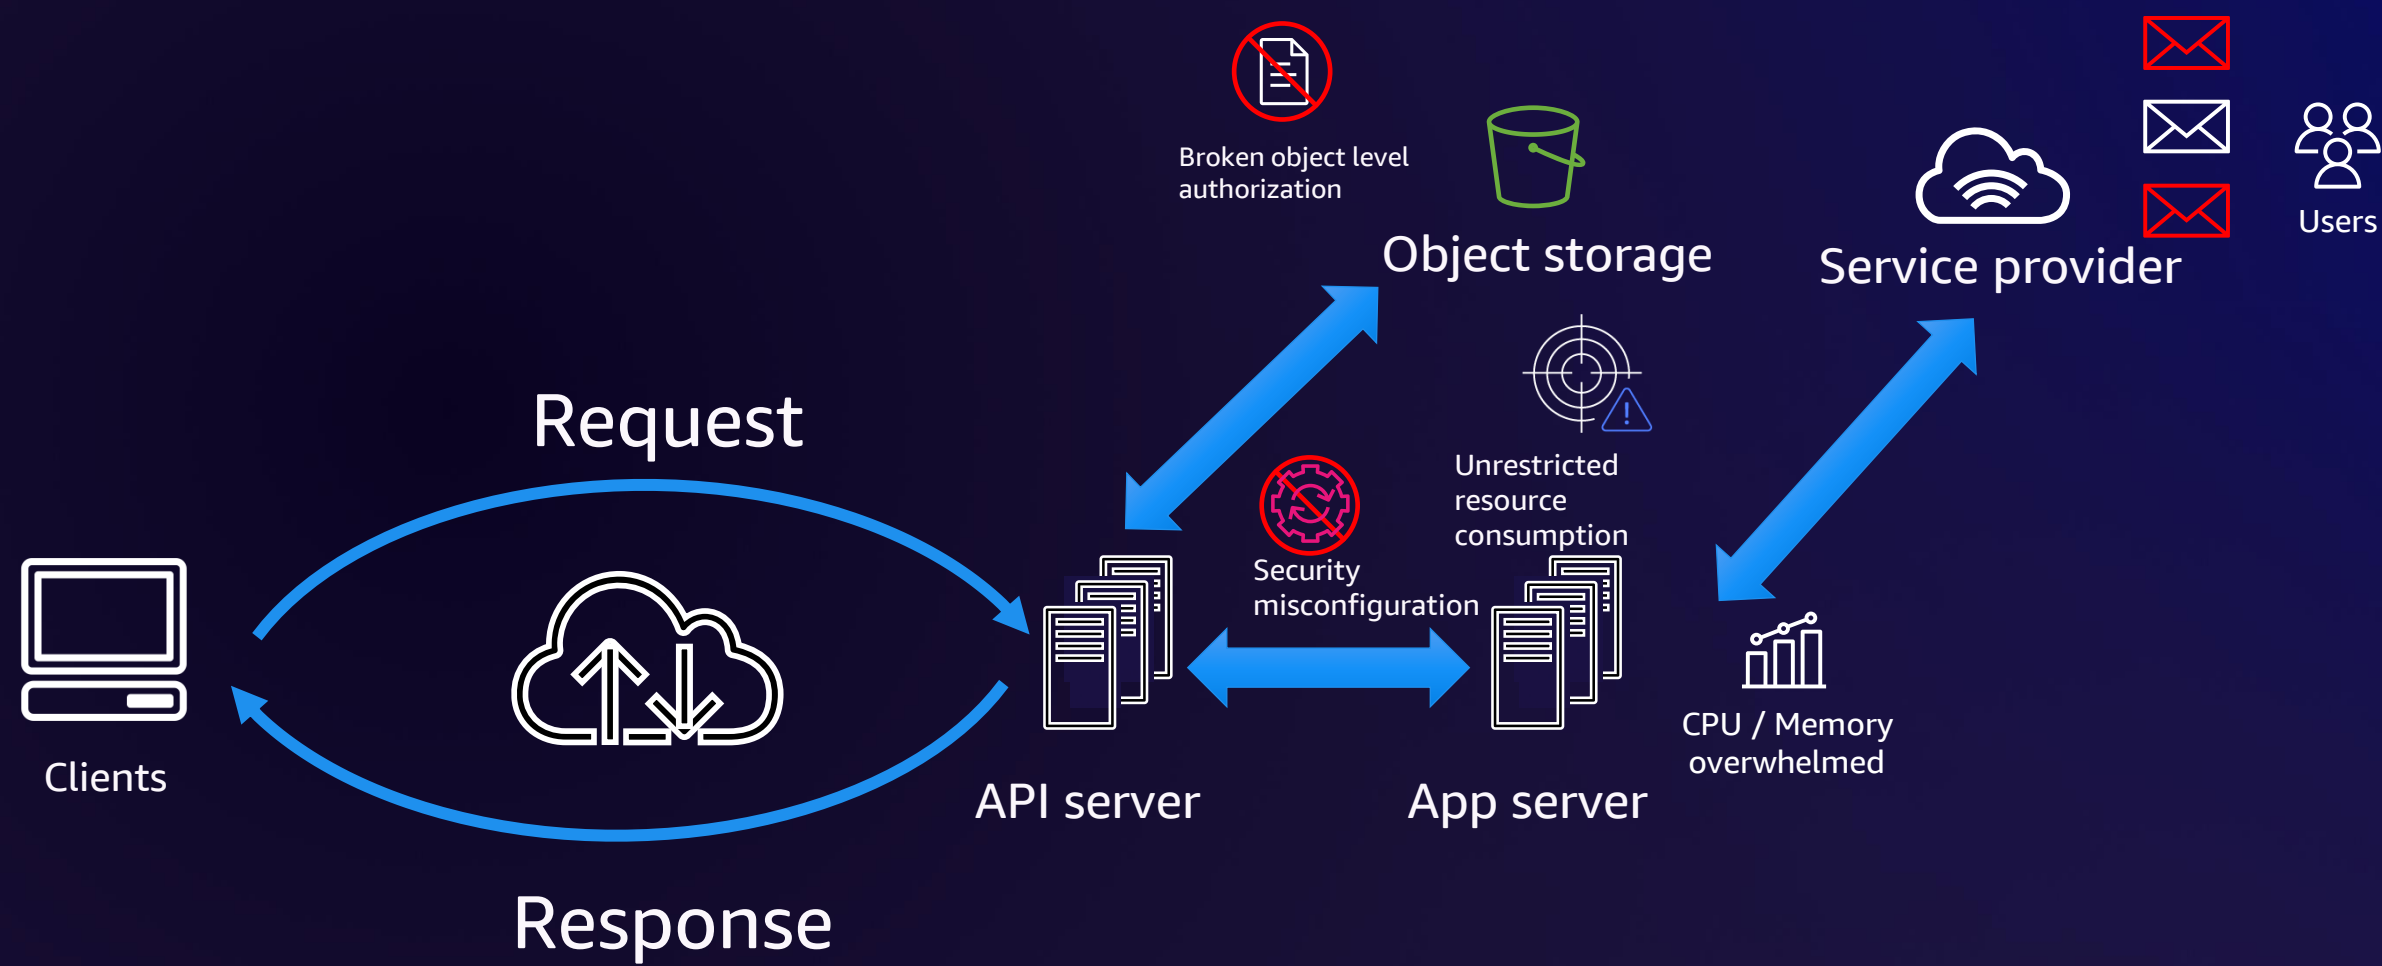 Broken object level
authorization
Object storage
Service provider
Users
Request
Unrestricted
resource
consumption
Security
misconfiguration
Clients
API server
App server
CPU / Memory
overwhelmed
Response